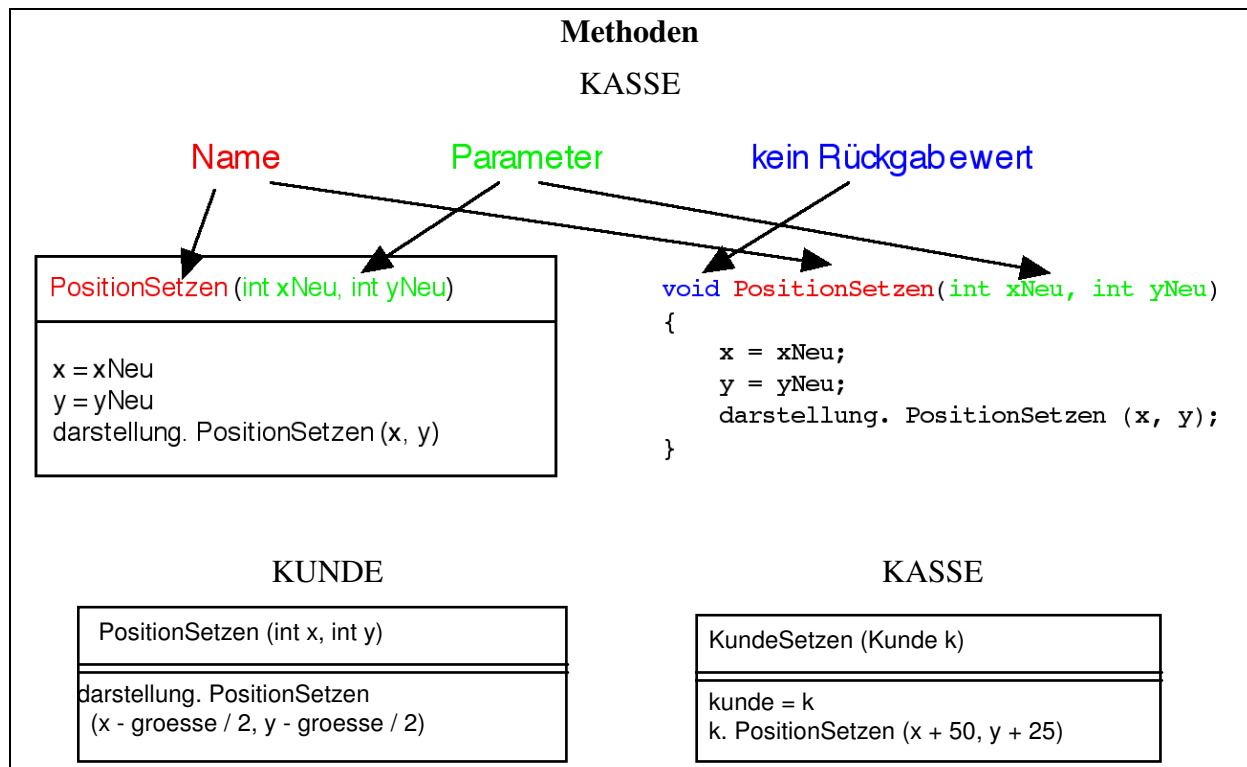 Methoden
KASSE
Name Parameter kein Rückgabewert
PositionSetzen (int xNeu, int yNeu)
x = xNeu
y = yNeu
darstellung. PositionSetzen (x, y)
void PositionSetzen(int xNeu, int yNeu)
{
x = xNeu;
y = yNeu;
darstellung. PositionSetzen (x, y);
}
KUNDE
PositionSetzen (int x, int y)
darstellung. PositionSetzen
(x - groesse / 2, y - groesse / 2)
KASSE
KundeSetzen (Kunde k)
kunde = k
k. PositionSetzen (x + 50, y + 25)